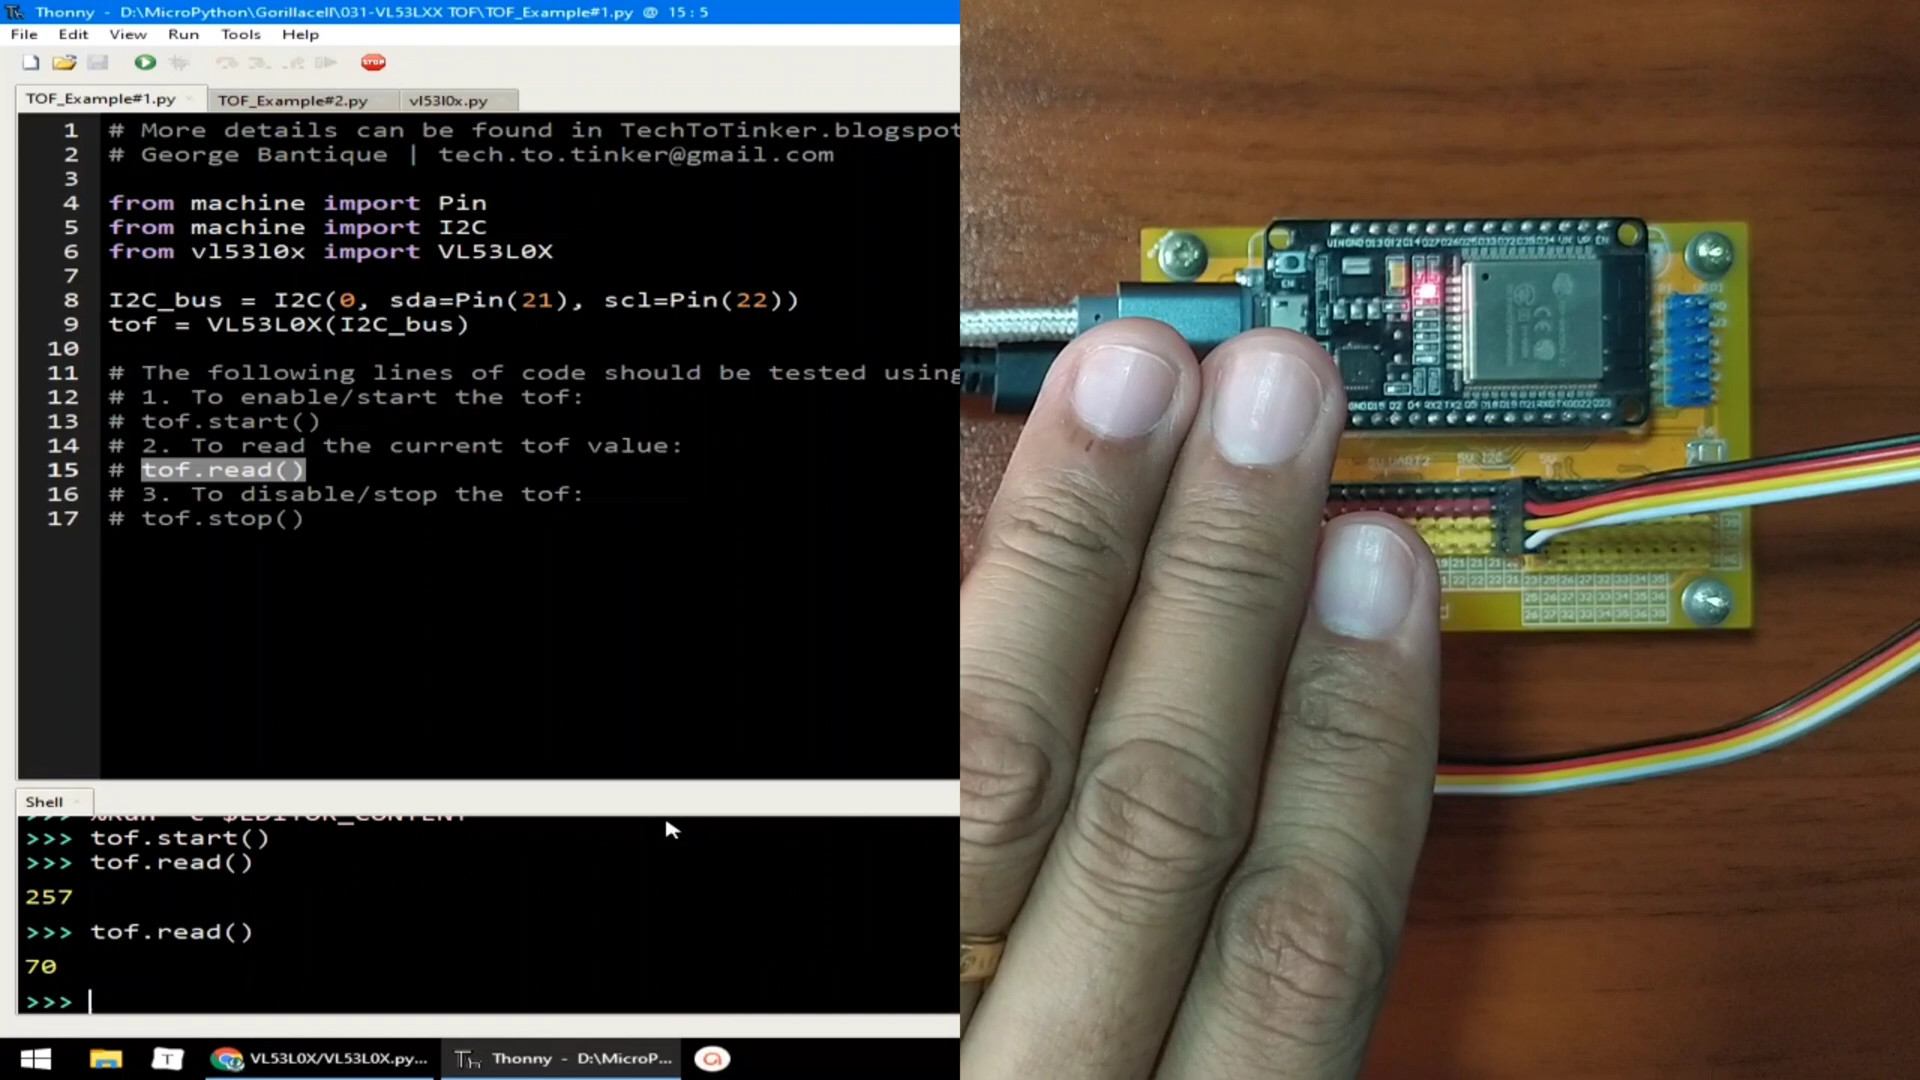 Thonny - D:\MicroPython\Gorillacell\031-VL53LXX TOF\TOF_Example#1.py @ 15 : 5
File Edit View Run Tools Help
STOP
TOF_Example#1.py TOF_Example#2.py vl53l0x.py
1 # More details can be found in TechToTinker.blogspot
2 # George Bantique | tech.to.tinker@gmail.com
3
4 from machine import Pin
5 from machine import I2C
6 from vl53l0x import VL53L0X
7
8 I2C_bus = I2C(0, sda=Pin(21), scl=Pin(22))
9 tof = VL53L0X(I2C_bus)
10
11 # The following lines of code should be tested using
12 # 1. To enable/start the tof:
13 # tof.start()
14 # 2. To read the current tof value:
15 # tof.read()
16 # 3. To disable/stop the tof:
17 # tof.stop()
Shell
>>> %Run -c $EDITOR_CONTENT
>>> tof.start()
>>> tof.read()
257
>>> tof.read()
70
>>>
VL53L0X/VL53L0X.py... Thonny - D:\MicroP...
EN